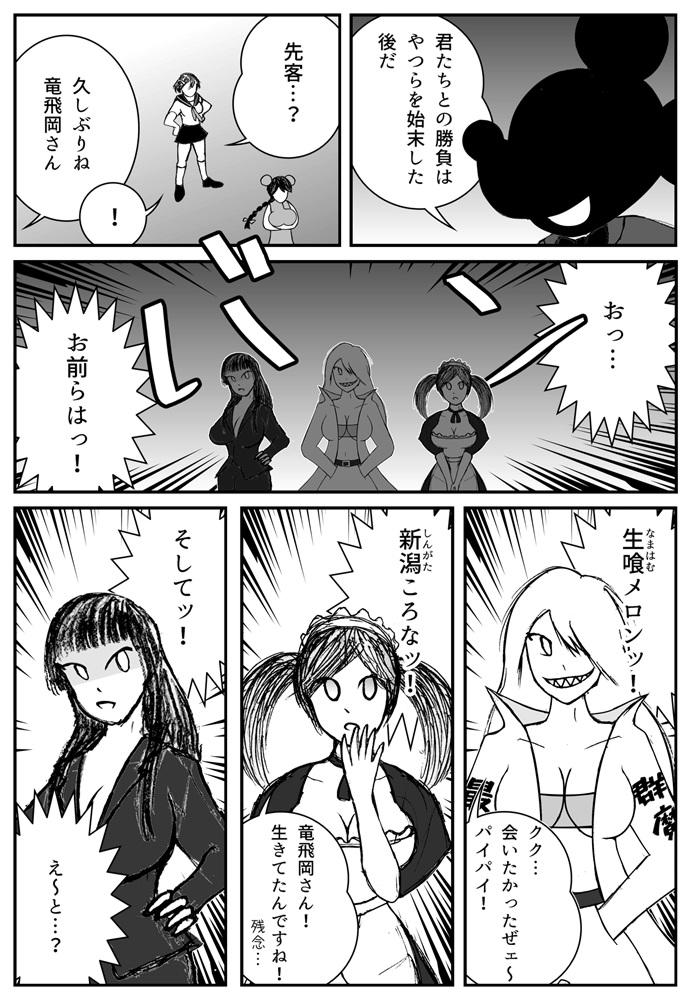 君たちとの勝負は
やつらを始末した
後だ
先客…？
久しぶりね
竜飛岡さん
！
おっ…
お前らはっ！
生喰メロンッ！
なまはむ
群魔
最
クク…
会いたかったぜェ～
パイパイ！
新潟ころなッ！
しんがた
竜飛岡さん！
生きてたんですね！
残念…
そしてッ！
え～と…？